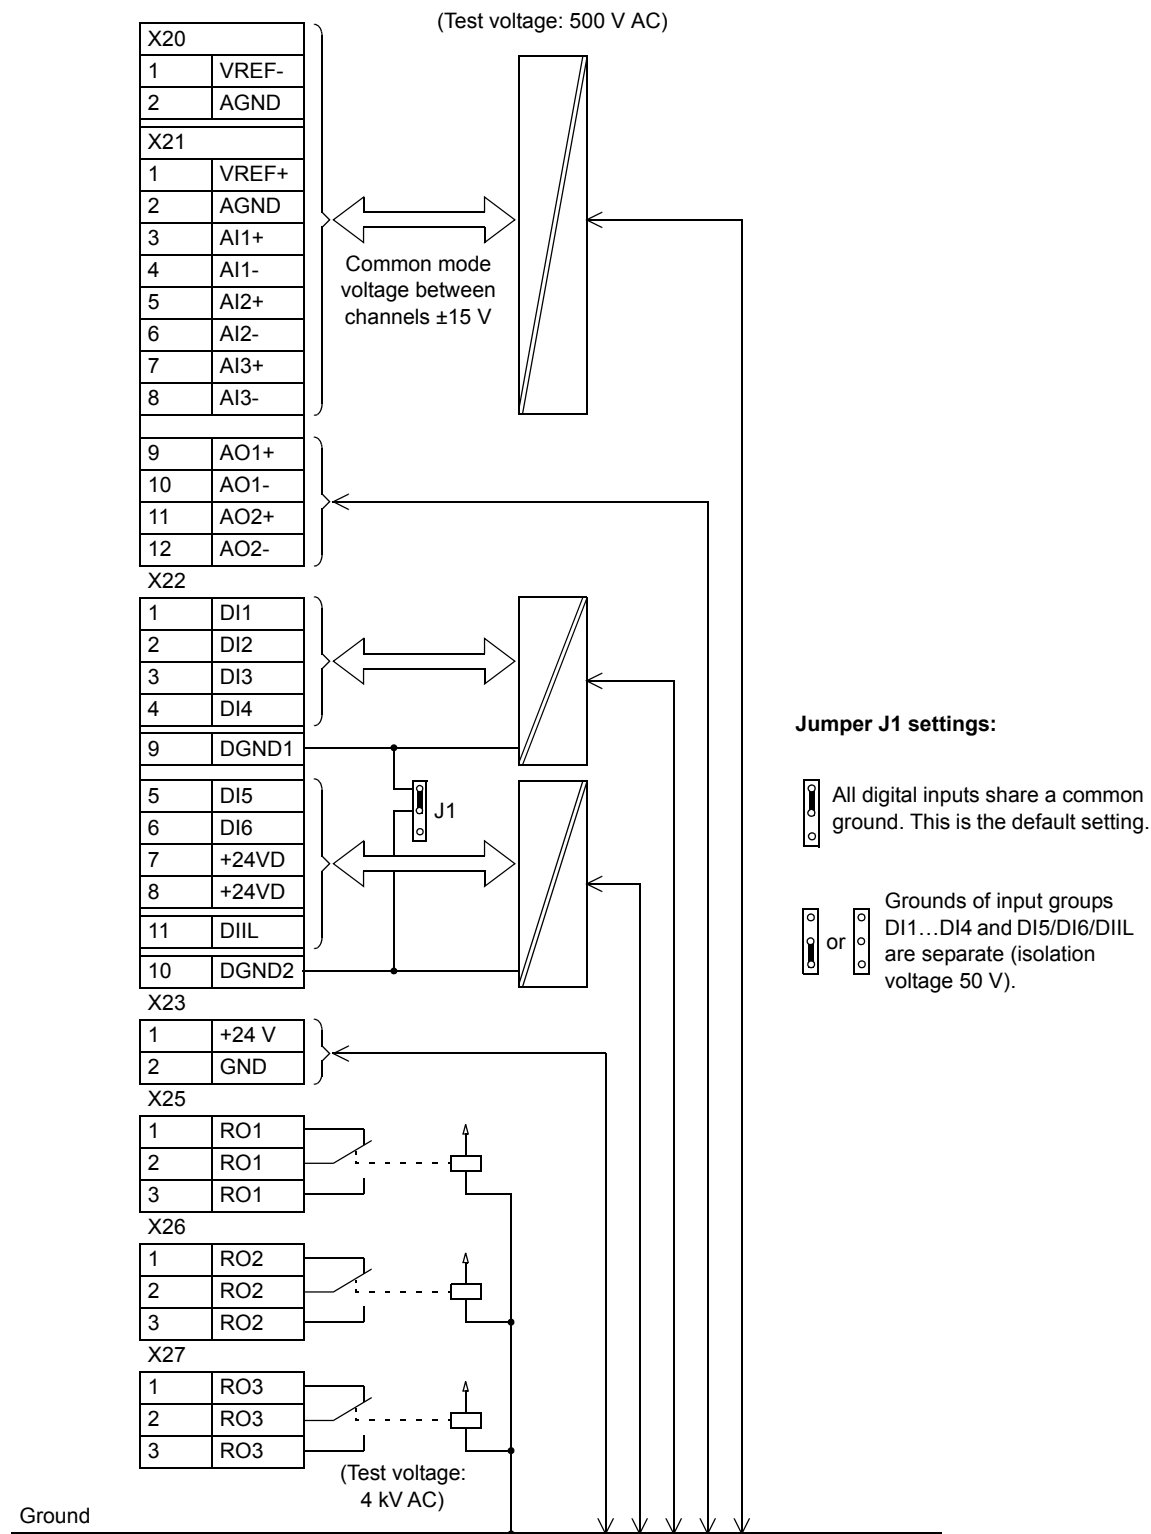 (Test voltage: 500 V AC)
X20
1 VREF-
2 AGND
X21
1 VREF+
2 AGND
3 AI1+
4 AI1-
5 AI2+
6 AI2-
7 AI3+
8 AI3-
Common mode
voltage between
channels ±15 V
9 AO1+
10 AO1-
11 AO2+
12 AO2-
X22
1 DI1
2 DI2
3 DI3
4 DI4
9 DGND1
5 DI5
6 DI6
7 +24VD
8 +24VD
11 DIIL
10 DGND2
J1
Jumper J1 settings:
All digital inputs share a common
ground. This is the default setting.
or
Grounds of input groups
DI1…DI4 and DI5/DI6/DIIL
are separate (isolation
voltage 50 V).
X23
1 +24 V
2 GND
X25
1 RO1
2 RO1
3 RO1
X26
1 RO2
2 RO2
3 RO2
X27
1 RO3
2 RO3
3 RO3
(Test voltage:
4 kV AC)
Ground